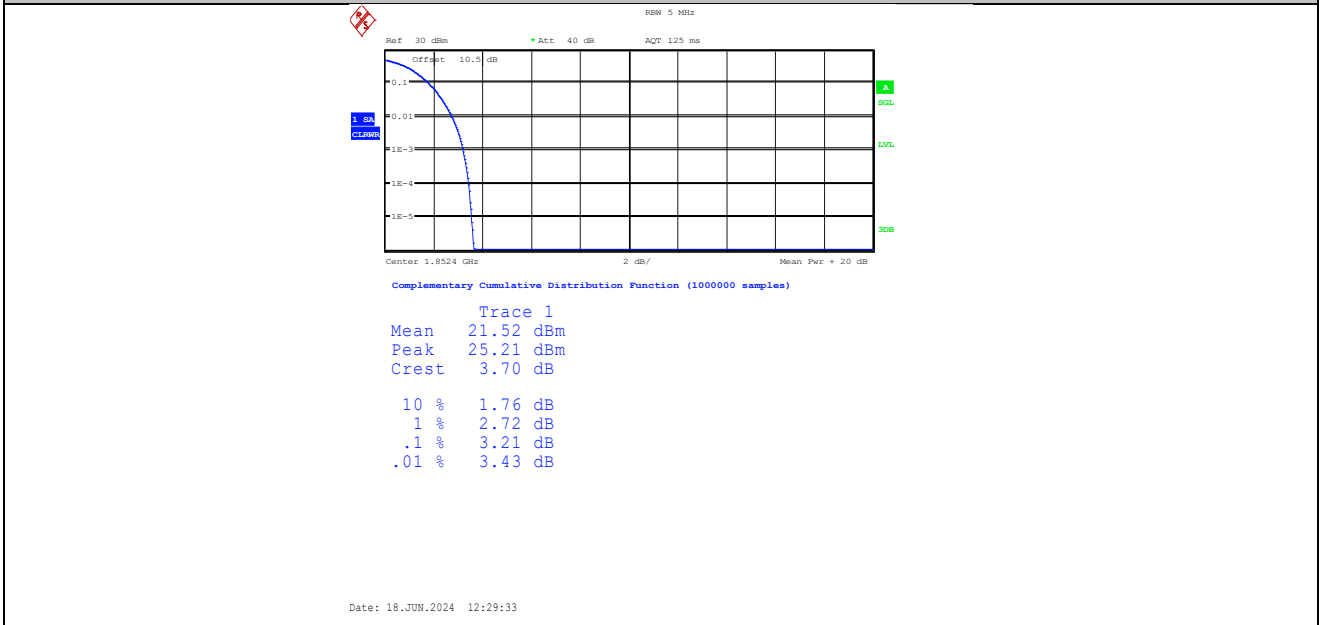 R S
RBW 5 MHz
Ref 30 dBm * Att 40 dB AQT 125 ms
Offset 10.5 dB
0.1
A
SGL
1 SA
0.01
CLRWR
1E-3
LVL
1E-4
1E-5
3DB
Center 1.8524 GHz 2 dB/ Mean Pwr + 20 dB
Complementary Cumulative Distribution Function (1000000 samples)
Trace 1
Mean 21.52 dBm
Peak 25.21 dBm
Crest 3.70 dB
10 % 1.76 dB
1 % 2.72 dB
.1 % 3.21 dB
.01 % 3.43 dB
Date: 18.JUN.2024 12:29:33